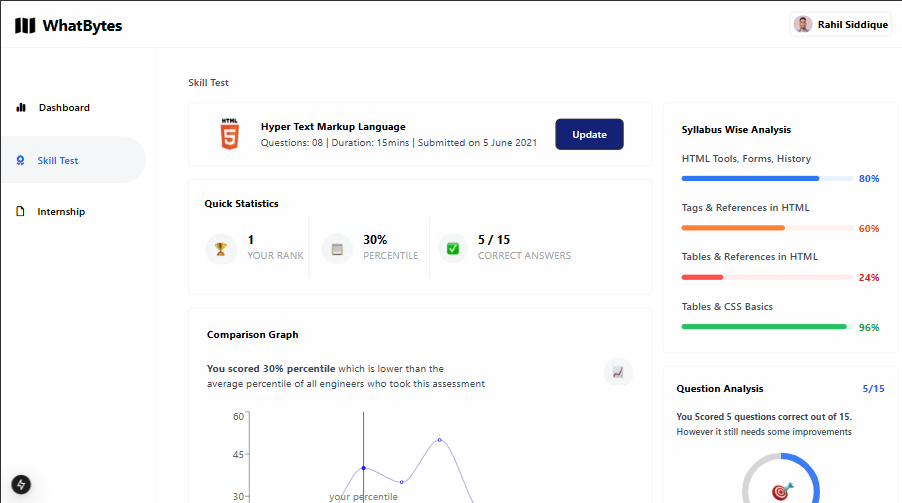 WhatBytes
Rahil Siddique
Dashboard
Skill Test
Internship
Skill Test
HTML
5
Hyper Text Markup Language
Questions: 08 | Duration: 15mins | Submitted on 5 June 2021
Update
Quick Statistics
1
YOUR RANK
30%
PERCENTILE
5 / 15
CORRECT ANSWERS
Comparison Graph
You scored 30% percentile which is lower than the
average percentile of all engineers who took this assessment
60
45
30
your percentile
Syllabus Wise Analysis
HTML Tools, Forms, History
80%
Tags & References in HTML
60%
Tables & References in HTML
24%
Tables & CSS Basics
96%
Question Analysis
5/15
You Scored 5 questions correct out of 15.
However it still needs some improvements